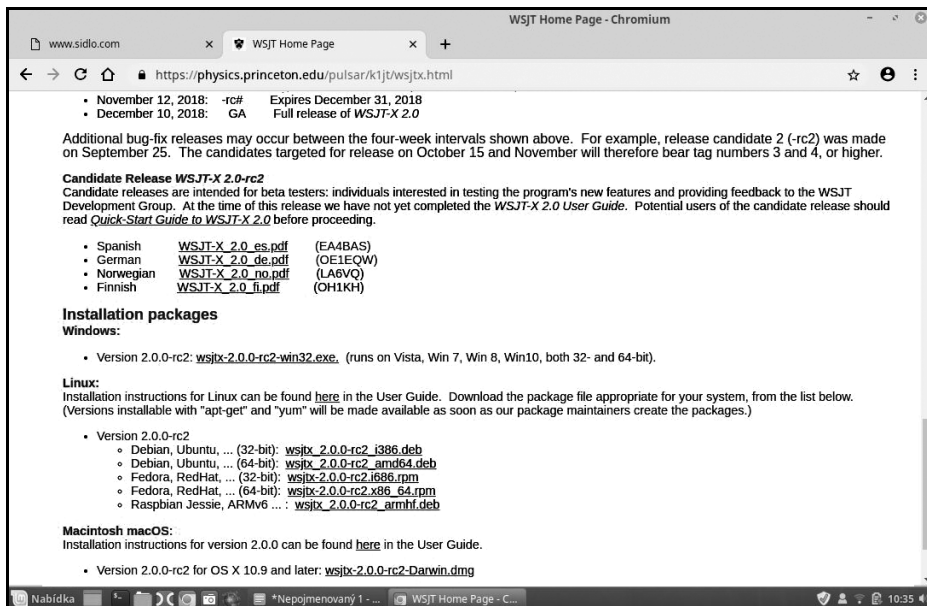 WSJT Home Page - Chromium
www.sidlo.com × WSJT Home Page × +
https://physics.princeton.edu/pulsar/k1jt/wsjtx.html
• November 12, 2018: -rc# Expires December 31, 2018
• December 10, 2018: GA Full release of WSJT-X 2.0
Additional bug-fix releases may occur between the four-week intervals shown above. For example, release candidate 2 (-rc2) was made
on September 25. The candidates targeted for release on October 15 and November will therefore bear tag numbers 3 and 4, or higher.
Candidate Release WSJT-X 2.0-rc2
Candidate releases are intended for beta testers: individuals interested in testing the program's new features and providing feedback to the WSJT
Development Group. At the time of this release we have not yet completed the WSJT-X 2.0 User Guide. Potential users of the candidate release should
read Quick-Start Guide to WSJT-X 2.0 before proceeding.
• Spanish WSJT-X_2.0_es.pdf (EA4BAS)
• German WSJT-X_2.0_de.pdf (OE1EQW)
• Norwegian WSJT-X_2.0_no.pdf (LA6VQ)
• Finnish WSJT-X_2.0_fi.pdf (OH1KH)
Installation packages
Windows:
• Version 2.0.0-rc2: wsjtx-2.0.0-rc2-win32.exe. (runs on Vista, Win 7, Win 8, Win10, both 32- and 64-bit).
Linux:
Installation instructions for Linux can be found here in the User Guide. Download the package file appropriate for your system, from the list below.
(Versions installable with "apt-get" and "yum" will be made available as soon as our package maintainers create the packages.)
• Version 2.0.0-rc2
◦ Debian, Ubuntu, ... (32-bit): wsjtx_2.0.0-rc2_i386.deb
◦ Debian, Ubuntu, ... (64-bit): wsjtx_2.0.0-rc2_amd64.deb
◦ Fedora, RedHat, ... (32-bit): wsjtx-2.0.0-rc2.i686.rpm
◦ Fedora, RedHat, ... (64-bit): wsjtx-2.0.0-rc2.x86_64.rpm
◦ Raspbian Jessie, ARMv6 ... : wsjtx_2.0.0-rc2_armhf.deb
Macintosh macOS:
Installation instructions for version 2.0.0 can be found here in the User Guide.
• Version 2.0.0-rc2 for OS X 10.9 and later: wsjtx-2.0.0-rc2-Darwin.dmg
Nabídka *Nepojmenovaný 1 - ... WSJT Home Page - C... 10:35